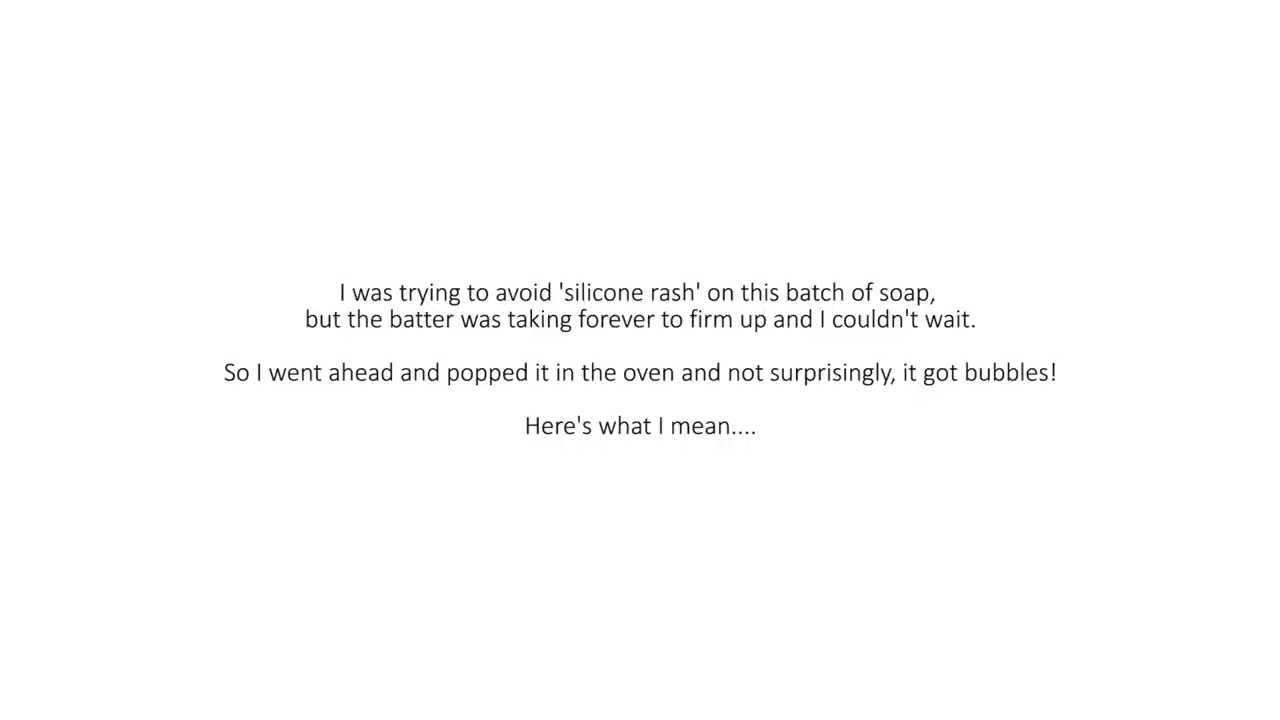 I was trying to avoid 'silicone rash' on this batch of soap,
but the batter was taking forever to firm up and I couldn't wait.
So I went ahead and popped it in the oven and not surprisingly, it got bubbles!
Here's what I mean....